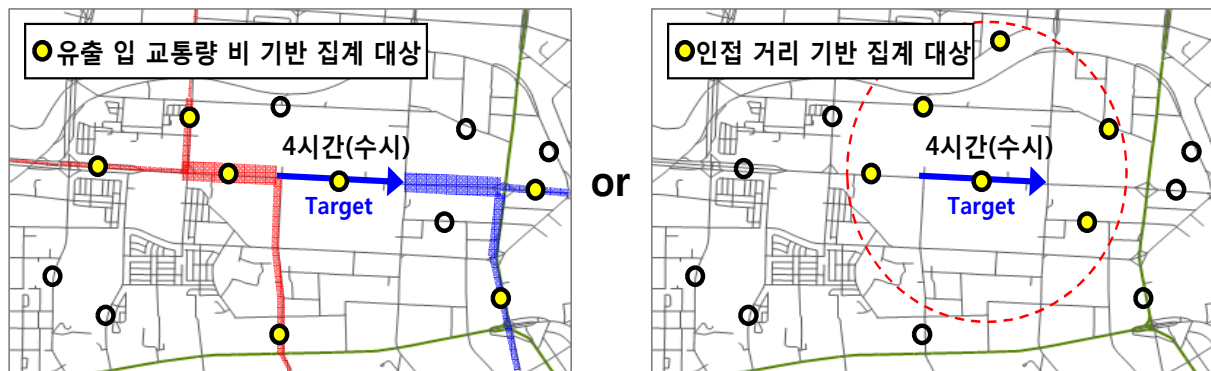 유출 입 교통량 비 기반 집계 대상
4시간(수시)
Target
or
인접 거리 기반 집계 대상
4시간(수시)
Target